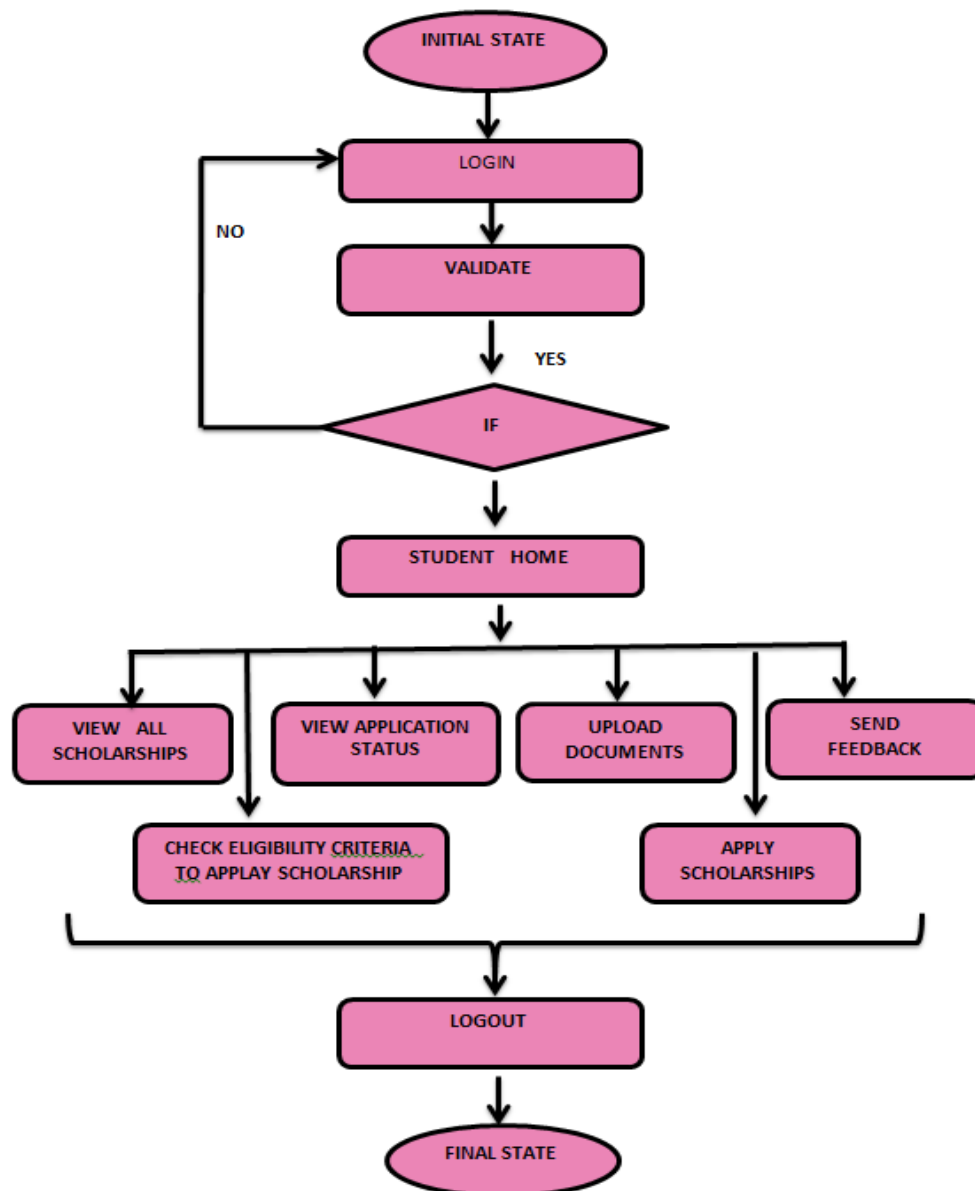 INITIAL STATE
LOGIN
NO
VALIDATE
YES
IF
STUDENT HOME
VIEW ALL
SCHOLARSHIPS
VIEW APPLICATION
STATUS
UPLOAD
DOCUMENTS
SEND
FEEDBACK
CHECK ELIGIBILITY CRITERIA
TO APPLAY SCHOLARSHIP
APPLY
SCHOLARSHIPS
LOGOUT
FINAL STATE